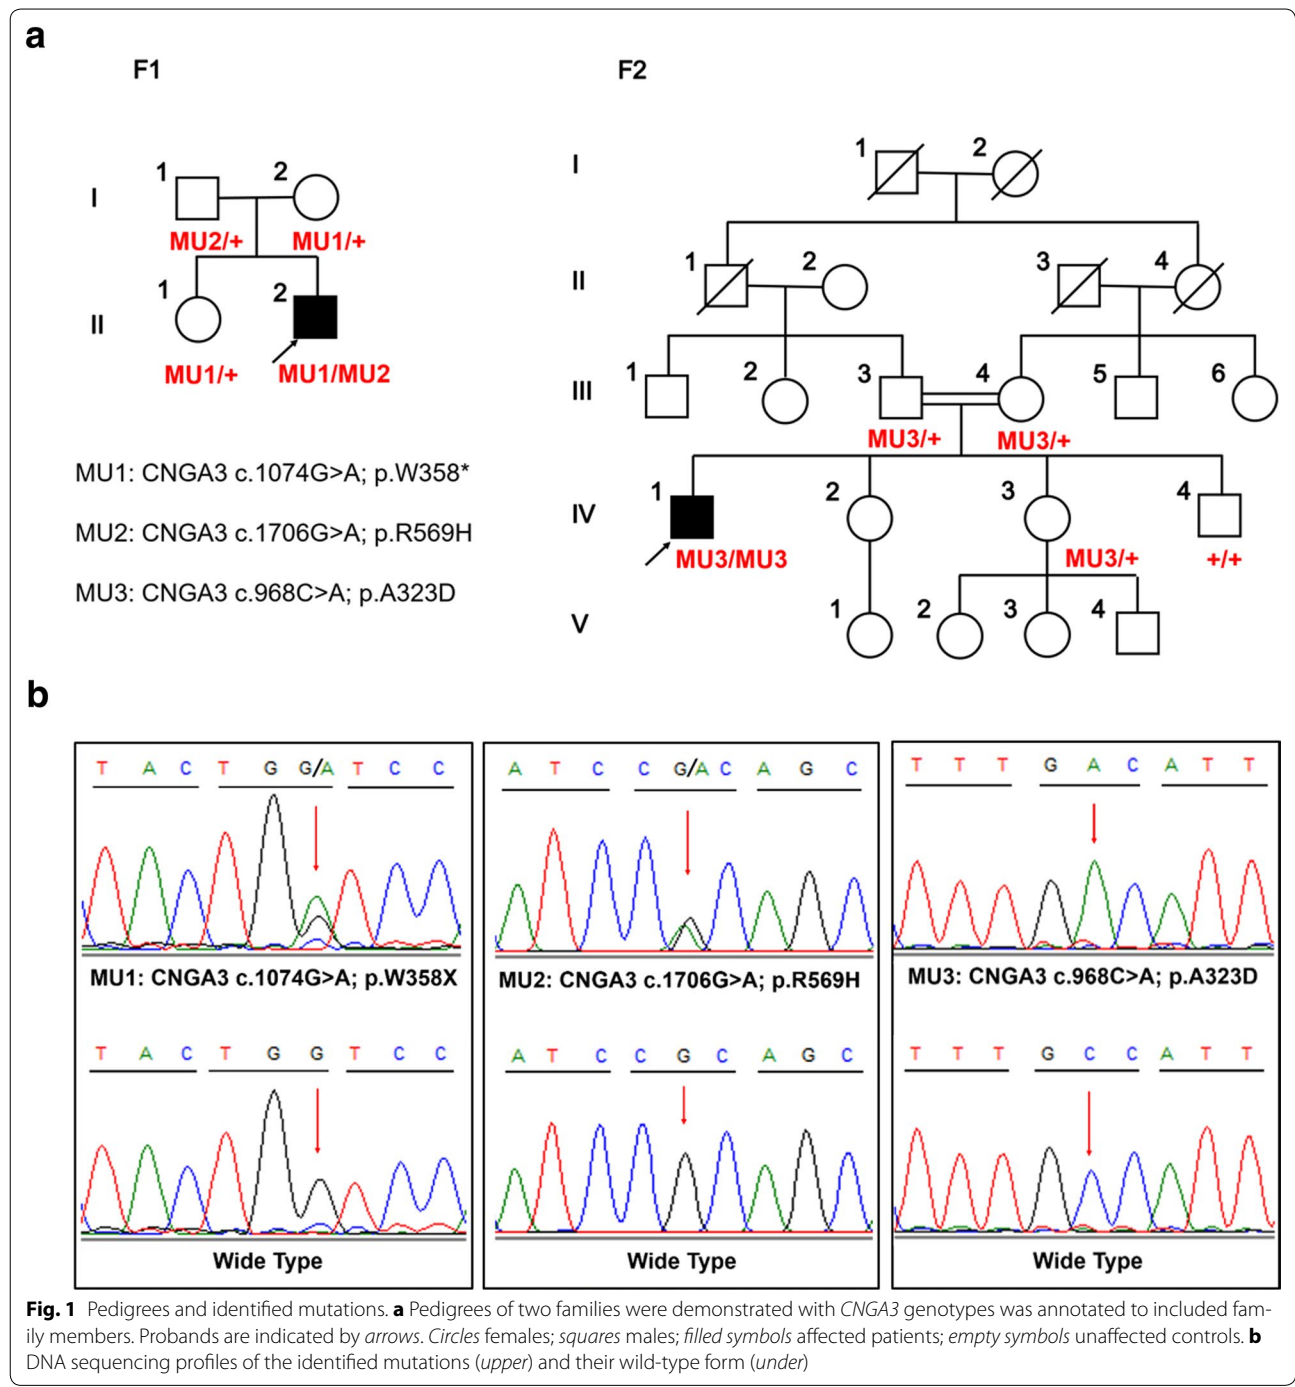 a
F1
F2
1 2
I
MU2/+ MU1/+
1 2
II
MU1/+ MU1/MU2
MU1: CNGA3 c.1074G>A; p.W358*
MU2: CNGA3 c.1706G>A; p.R569H
MU3: CNGA3 c.968C>A; p.A323D
I 1 2
II 1 2 3 4
III 1 2 3 4 5 6
MU3/+ MU3/+
IV 1 2 3 4
MU3/MU3 MU3/+ +/+
V 1 2 3 4
b
T A C T G G/A T C C
MU1: CNGA3 c.1074G>A; p.W358X
T A C T G G T C C
Wide Type
A T C C G/A C A G C
MU2: CNGA3 c.1706G>A; p.R569H
A T C C G C A G C
Wide Type
T T T G A C A T T
MU3: CNGA3 c.968C>A; p.A323D
T T T G C C A T T
Wide Type
Fig. 1 Pedigrees and identified mutations. a Pedigrees of two families were demonstrated with CNGA3 genotypes was annotated to included fam-
ily members. Probands are indicated by arrows. Circles females; squares males; filled symbols affected patients; empty symbols unaffected controls. b
DNA sequencing profiles of the identified mutations (upper) and their wild-type form (under)